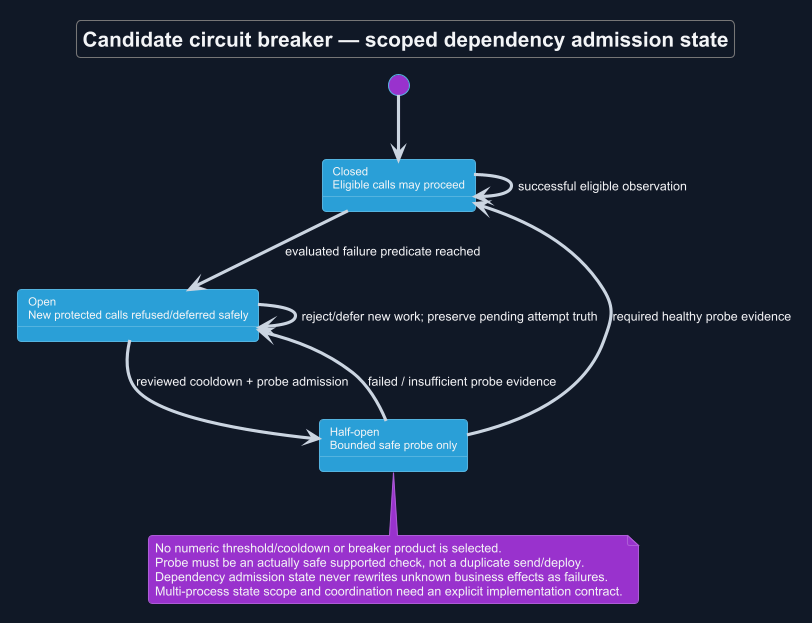 Candidate circuit breaker — scoped dependency admission state
Closed
Eligible calls may proceed
successful eligible observation
evaluated failure predicate reached
Open
New protected calls refused/deferred safely
reject/defer new work; preserve pending attempt truth
required healthy probe evidence
reviewed cooldown + probe admission
failed / insufficient probe evidence
Half-open
Bounded safe probe only
No numeric threshold/cooldown or breaker product is selected.
Probe must be an actually safe supported check, not a duplicate send/deploy.
Dependency admission state never rewrites unknown business effects as failures.
Multi-process state scope and coordination need an explicit implementation contract.